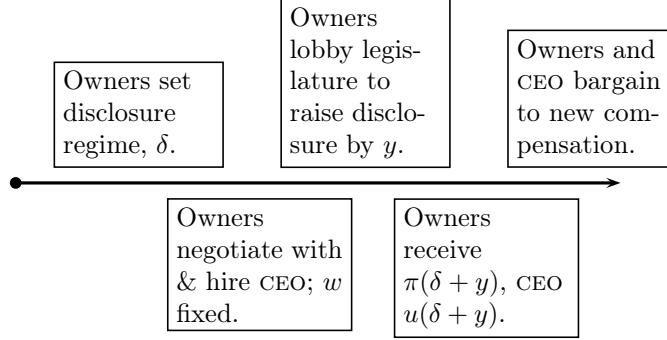 Owners set
disclosure
regime, δ.
Owners
negotiate with
& hire CEO; w
fixed.
Owners
lobby legis-
lature to
raise disclo-
sure by y.
Owners
receive
π(δ + y), CEO
u(δ + y).
Owners and
CEO bargain
to new com-
pensation.